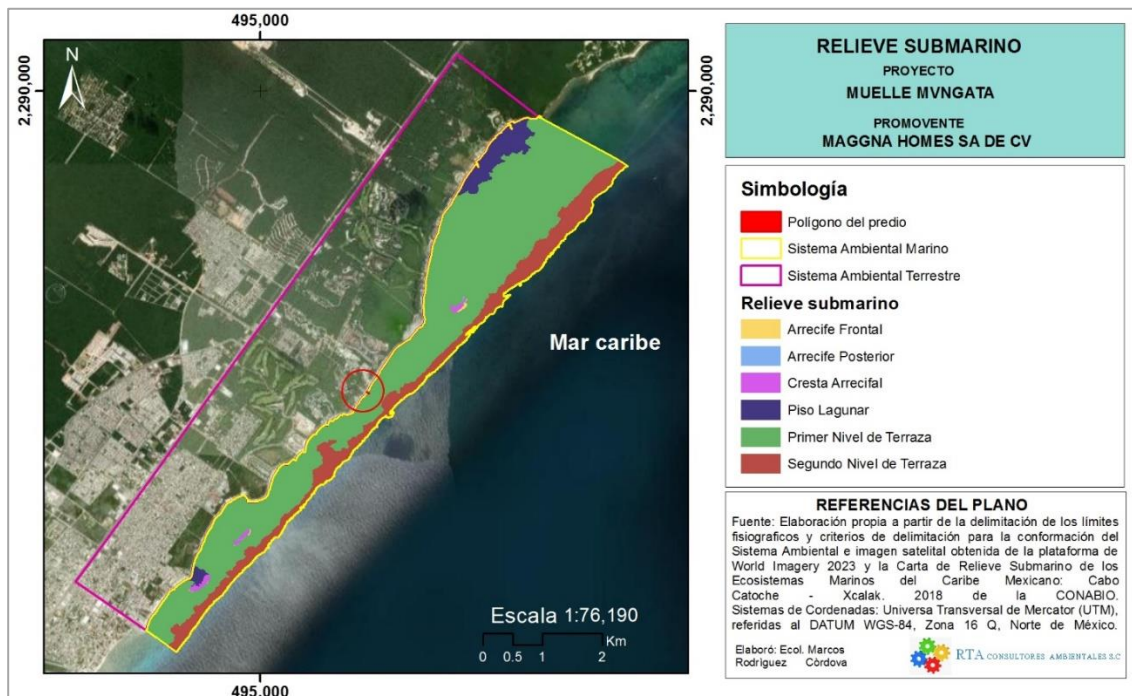 495,000
2,290,000
N
Mar caribe
Escala 1:76,190
Km
0 0.5 1 2
495,000
2,290,000
RELIEVE SUBMARINO
PROYECTO
MUELLE MVNGATA
PROMOVENTE
MAGGNA HOMES SA DE CV
Simbología
Polígono del predio
Sistema Ambiental Marino
Sistema Ambiental Terrestre
Relieve submarino
Arrecife Frontal
Arrecife Posterior
Cresta Arrecifal
Piso Lagunar
Primer Nivel de Terraza
Segundo Nivel de Terraza
REFERENCIAS DEL PLANO
Fuente: Elaboración propia a partir de la delimitación de los límites
fisiograficos y criterios de delimitación para la conformación del
Sistema Ambiental e imagen satelital obtenida de la plataforma de
World Imagery 2023 y la Carta de Relieve Submarino de los
Ecosistemas Marinos del Caribe Mexicano: Cabo
Catoche - Xcalak. 2018 de la CONABIO.
Sistemas de Cordenadas: Universa Transversal de Mercator (UTM),
referidas al DATUM WGS-84, Zona 16 Q, Norte de México.
Elaboró: Ecol. Marcos
Rodríguez Còrdova
RTA CONSULTORES AMBIENTALES S.C